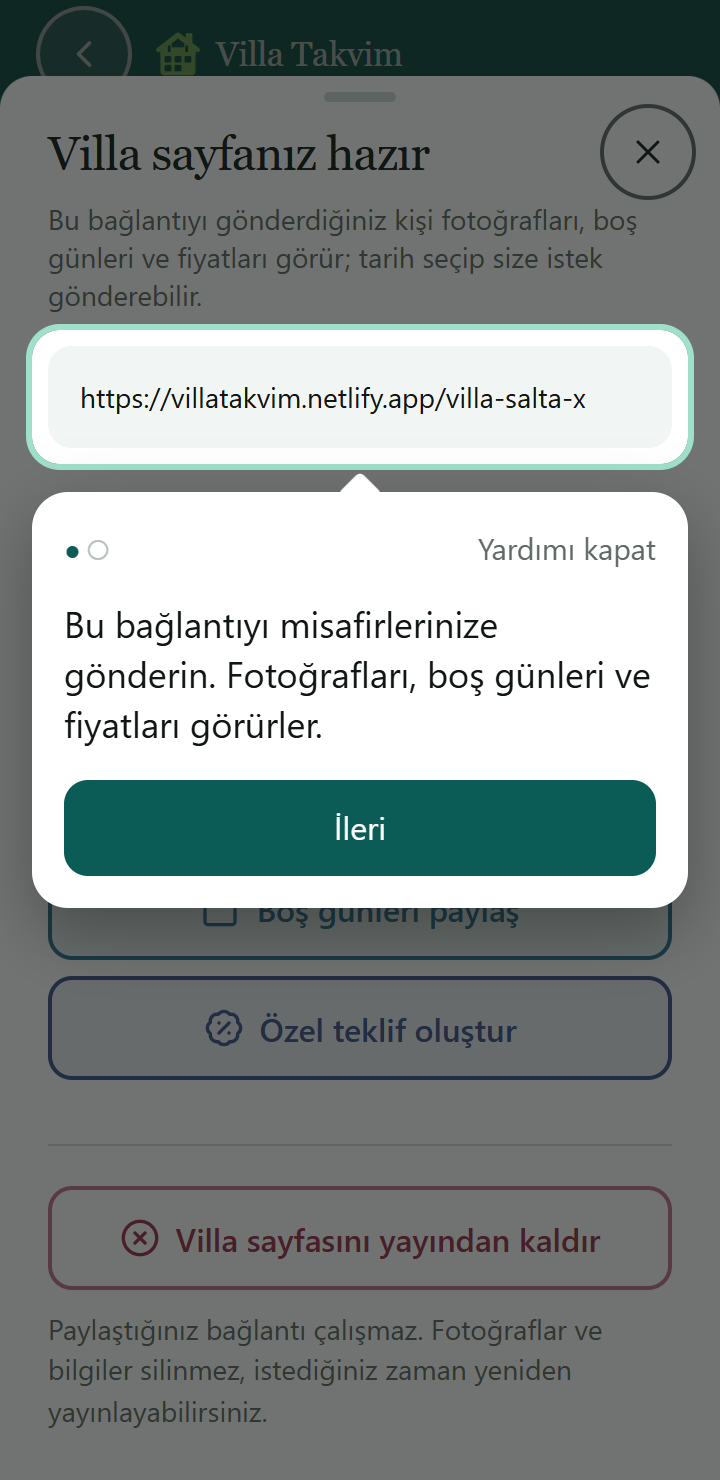 Villa Takvim
Villa sayfanız hazır
Bu bağlantıyı gönderdiğiniz kişi fotoğrafları, boş
günleri ve fiyatları görür; tarih seçip size istek
gönderebilir.
https://villatakvim.netlify.app/villa-salta-x
Yardımı kapat
Bu bağlantıyı misafirlerinize
gönderin. Fotoğrafları, boş günleri ve
fiyatları görürler.
İleri
Boş günleri paylaş
Özel teklif oluştur
Villa sayfasını yayından kaldır
Paylaştığınız bağlantı çalışmaz. Fotoğraflar ve
bilgiler silinmez, istediğiniz zaman yeniden
yayınlayabilirsiniz.